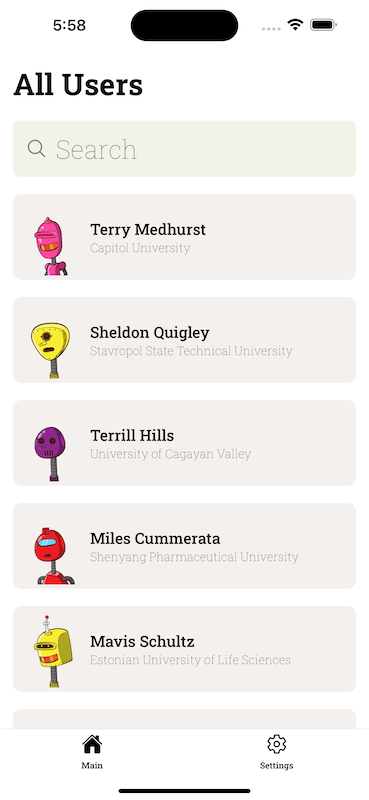 5:58
All Users
Search
Terry Medhurst
Capitol University
Sheldon Quigley
Stavropol State Technical University
Terrill Hills
University of Cagayan Valley
Miles Cummerata
Shenyang Pharmaceutical University
Mavis Schultz
Estonian University of Life Sciences
Main
Settings